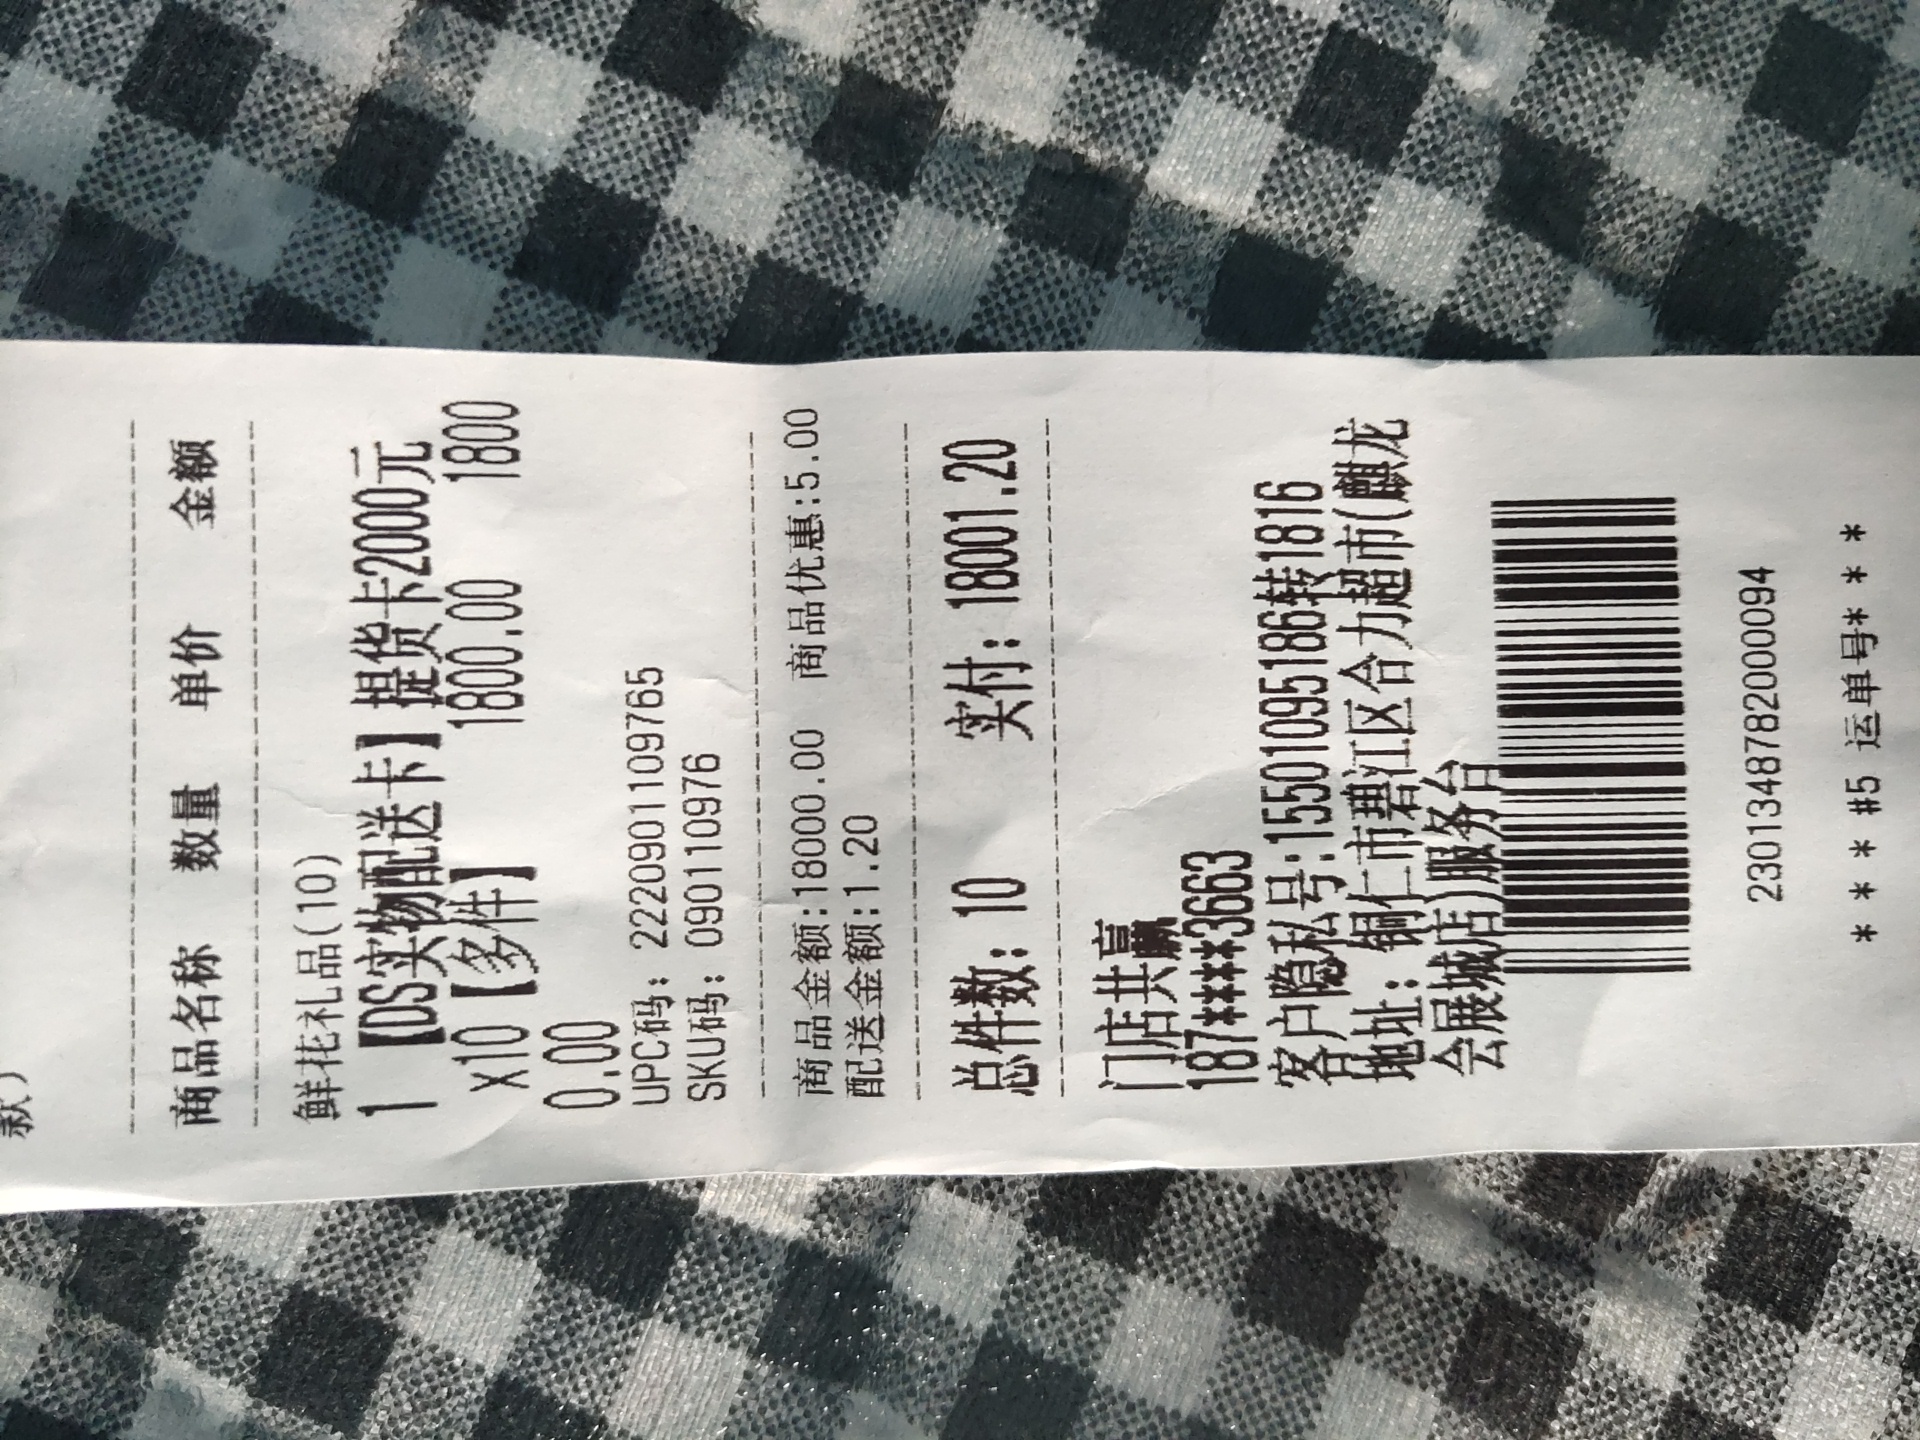 款)
商品名称 数量 单价 金额
鲜花礼品(10)
1 【DS实物配送卡】提货卡2000元
x10【多件】 1800.00 1800
0.00
UPC码: 2220901109765
SKU码: 090110976
商品金额:18000.00 商品优惠:5.00
配送金额:1.20
总件数: 10 实付: 18001.20
门店共赢
187****3663
客户隐私号:15501095186转1816
地址: 铜仁市碧江区合力超市(麒龙
会展城店)服务台
2301348782000094
* * * #5 运单号* * *